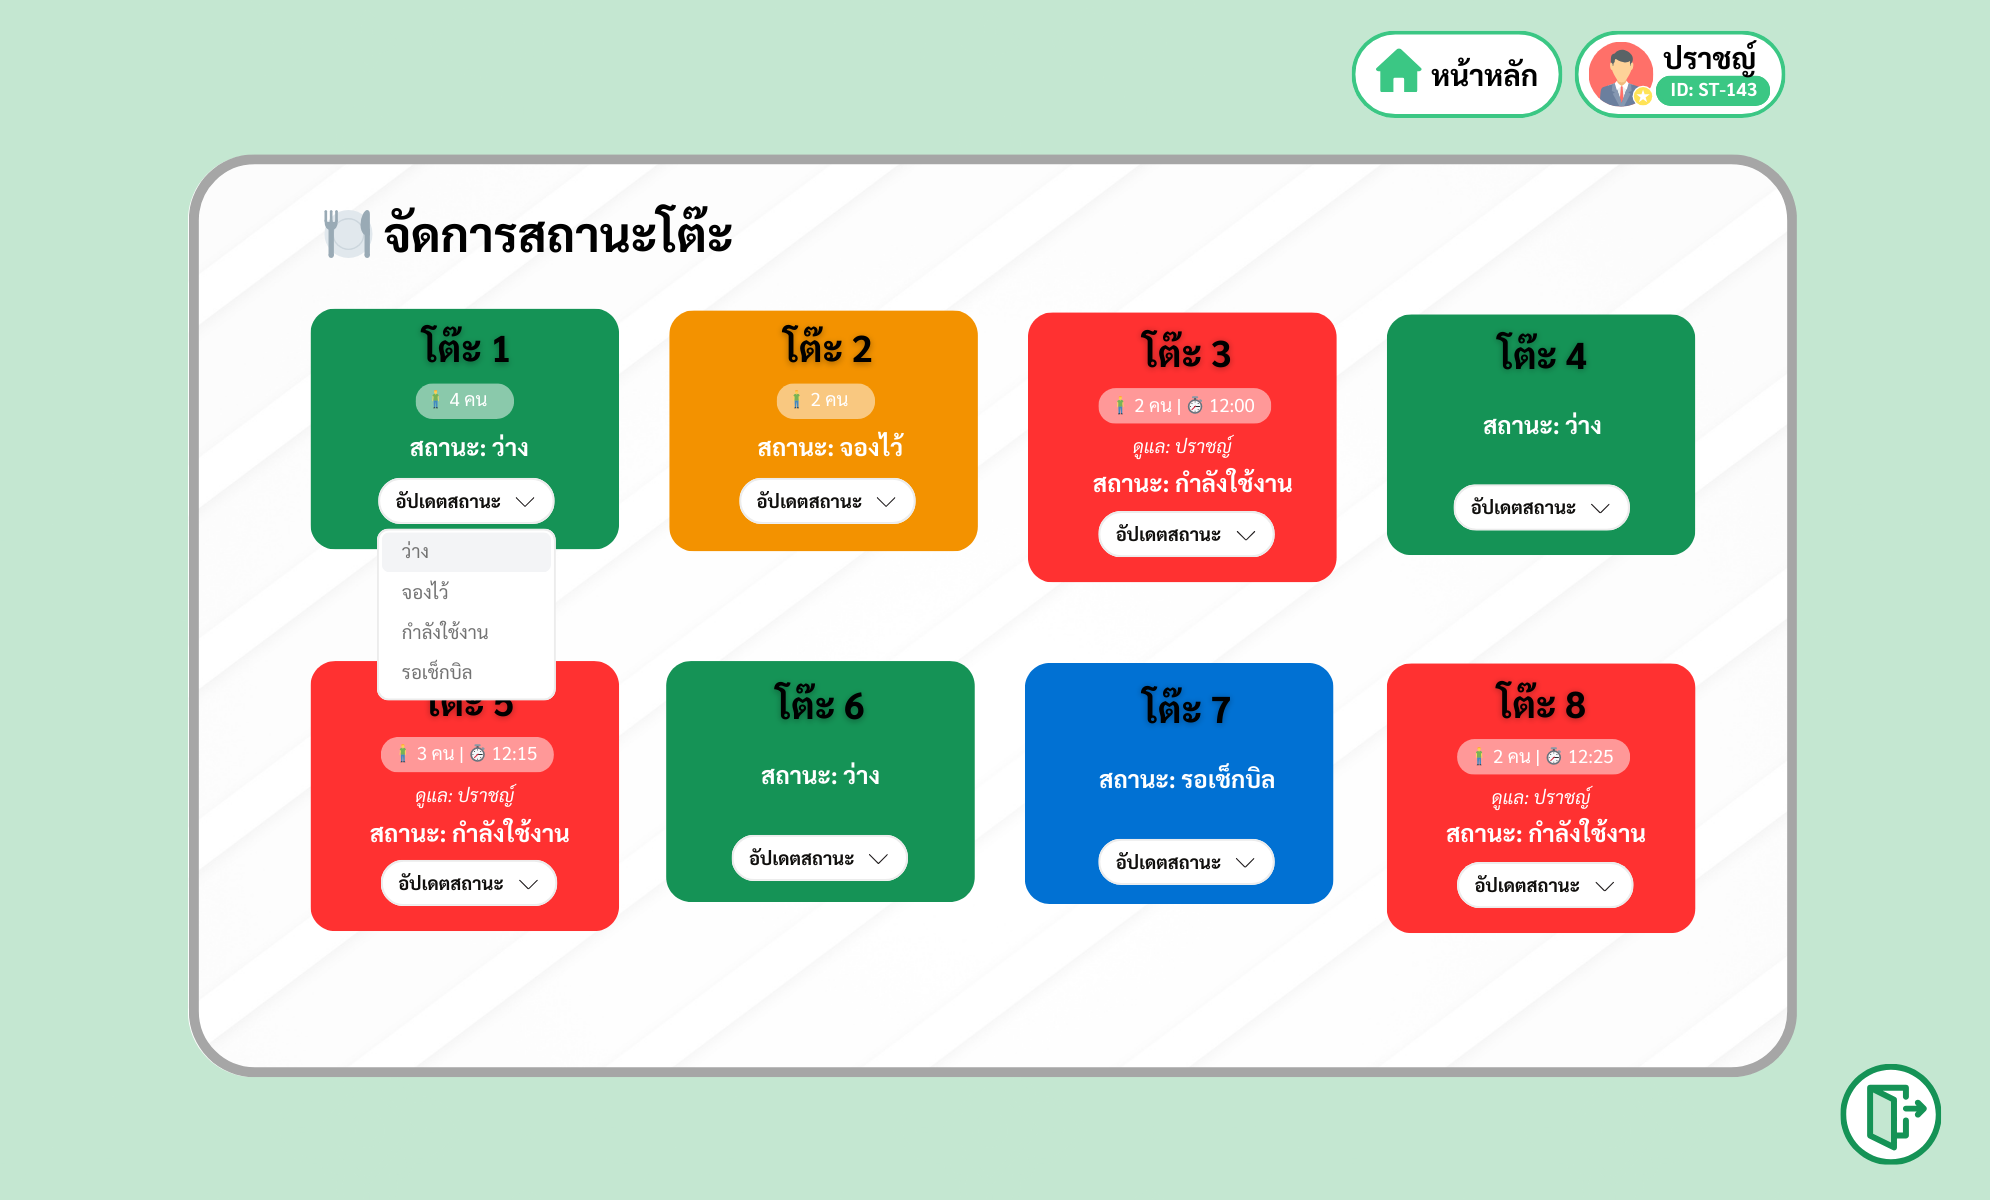 หน้าหลัก
ปราชญ์
ID: ST-143
จัดการสถานะโต๊ะ
โต๊ะ 1
4 คน
สถานะ: ว่าง
อัปเดตสถานะ
ว่าง
จองไว้
กำลังใช้งาน
รอเช็กบิล
โต๊ะ 2
2 คน
สถานะ: จองไว้
อัปเดตสถานะ
โต๊ะ 3
2 คน | 12:00
ดูแล: ปราชญ์
สถานะ: กำลังใช้งาน
อัปเดตสถานะ
โต๊ะ 4
สถานะ: ว่าง
อัปเดตสถานะ
โต๊ะ 5
3 คน | 12:15
ดูแล: ปราชญ์
สถานะ: กำลังใช้งาน
อัปเดตสถานะ
โต๊ะ 6
สถานะ: ว่าง
อัปเดตสถานะ
โต๊ะ 7
สถานะ: รอเช็กบิล
อัปเดตสถานะ
โต๊ะ 8
2 คน | 12:25
ดูแล: ปราชญ์
สถานะ: กำลังใช้งาน
อัปเดตสถานะ